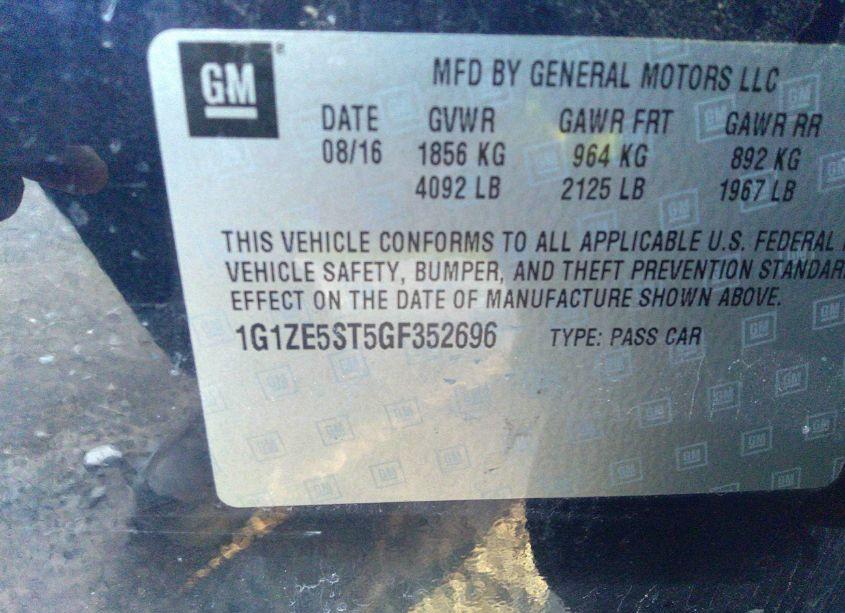 GM
MFD BY GENERAL MOTORS LLC
DATE GVWR GAWR FRT GAWR RR
08/16 1856 KG 964 KG 892 KG
4092 LB 2125 LB 1967 LB
THIS VEHICLE CONFORMS TO ALL APPLICABLE U.S. FEDERAL
VEHICLE SAFETY, BUMPER, AND THEFT PREVENTION STANDAR
EFFECT ON THE DATE OF MANUFACTURE SHOWN ABOVE.
1G1ZE5ST5GF352696 TYPE: PASS CAR